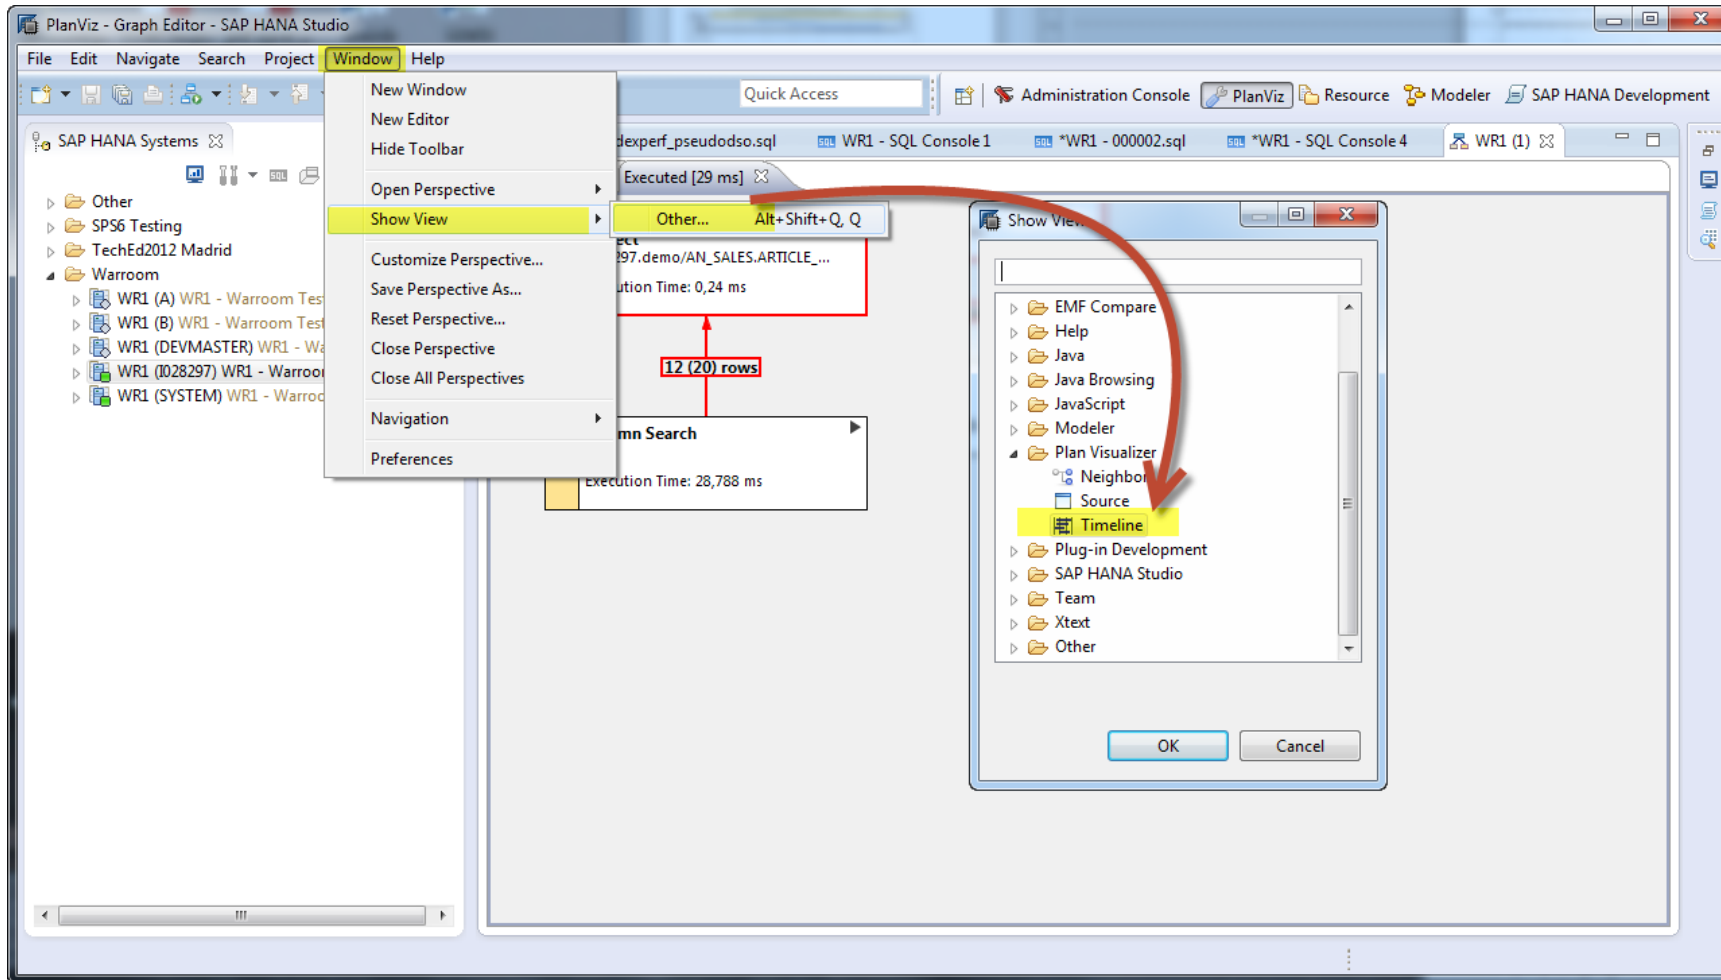 PlanViz - Graph Editor - SAP HANA Studio
File Edit Navigate Search Project Window Help
Quick Access
Administration Console PlanViz Resource Modeler SAP HANA Development
SAP HANA Systems
Other
SPS6 Testing
TechEd2012 Madrid
Warroom
WR1 (A) WR1 - Warroom Tes
WR1 (B) WR1 - Warroom Test
WR1 (DEVMASTER) WR1 - Wa
WR1 (I028297) WR1 - Warroo
WR1 (SYSTEM) WR1 - Warroo
New Window
New Editor
Hide Toolbar
Open Perspective
Show View
Customize Perspective...
Save Perspective As...
Reset Perspective...
Close Perspective
Close All Perspectives
Navigation
Preferences
Other... Alt+Shift+Q, Q
dexperf_pseudodso.sql WR1 - SQL Console 1 *WR1 - 000002.sql *WR1 - SQL Console 4 WR1 (1)
Executed [29 ms]
ect
297.demo/AN_SALES.ARTICLE_...
ution Time: 0,24 ms
12 (20) rows
mn Search
Execution Time: 28,788 ms
Show View
EMF Compare
Help
Java
Java Browsing
JavaScript
Modeler
Plan Visualizer
Neighbor
Source
Timeline
Plug-in Development
SAP HANA Studio
Team
Xtext
Other
OK Cancel